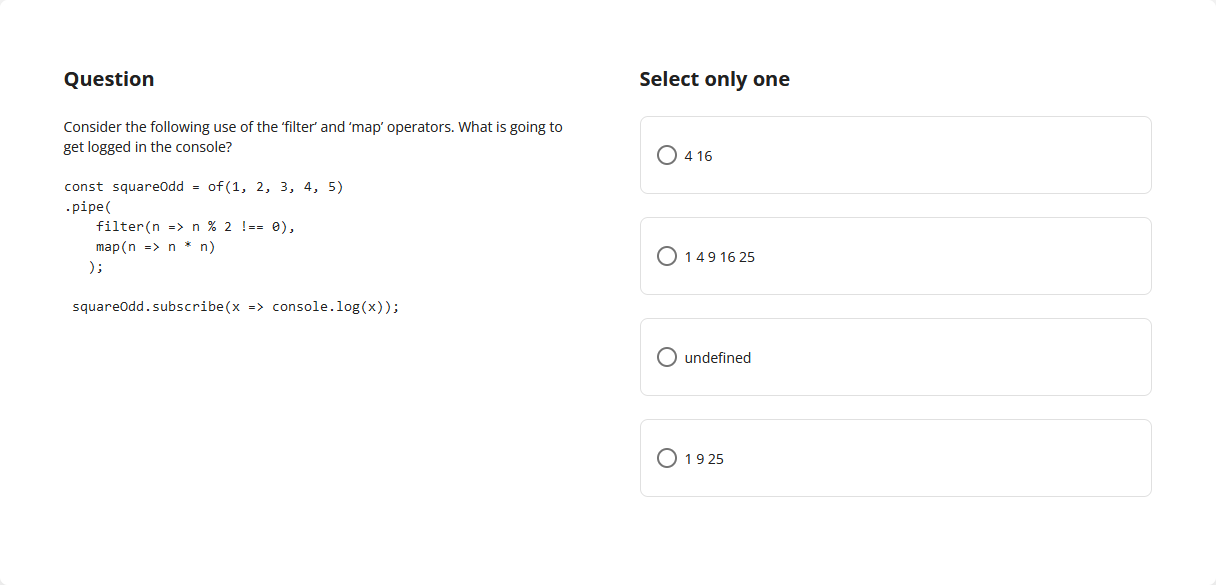 Question
Consider the following use of the ‘filter’ and ‘map’ operators. What is going to
get logged in the console?
const squareOdd = of(1, 2, 3, 4, 5)
.pipe(
    filter(n => n % 2 !== 0),
    map(n => n * n)
   );
 squareOdd.subscribe(x => console.log(x));
Select only one
4 16
1 4 9 16 25
undefined
1 9 25